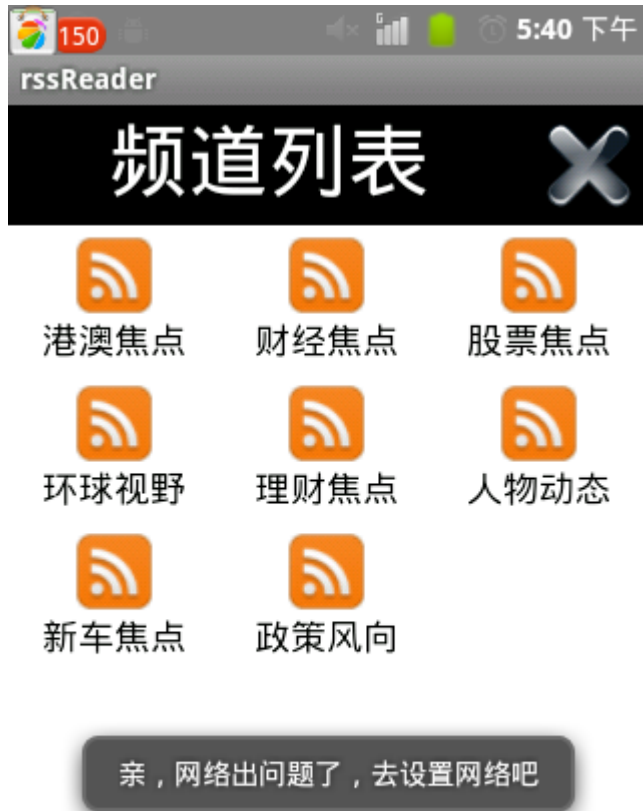 150 5:40 下午
rssReader
频道列表
港澳焦点 财经焦点 股票焦点
环球视野 理财焦点 人物动态
新车焦点 政策风向
亲，网络出问题了，去设置网络吧